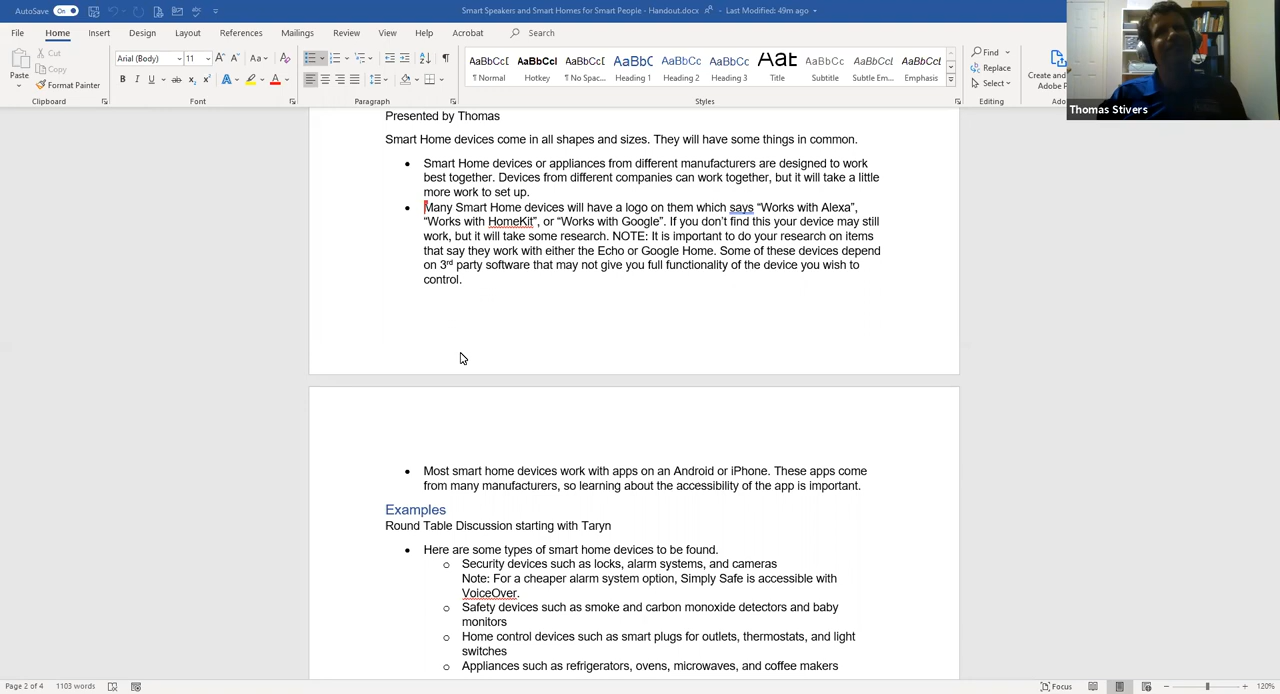 AutoSave On Smart Speakers and Smart Homes for Smart People - Handout.docx - Last Modified: 49m ago
File Home Insert Design Layout References Mailings Review View Help Acrobat Search
Paste Cut Copy Format Painter
Clipboard
Arial (Body) 11
Font
Paragraph
AaBbCcD AaBbCcI AaBbCcI AaBbC AaBbCc AaBbCc AaB AaBbCc AaBbCcI AaBbCcI
¶ Normal Hotkey ¶ No Spac... Heading 1 Heading 2 Heading 3 Title Subtitle Subtle Em... Emphasis
Styles
Find
Replace
Select
Editing
Create and
Adobe P
Ado
Thomas Stivers
Presented by Thomas
Smart Home devices come in all shapes and sizes. They will have some things in common.
• Smart Home devices or appliances from different manufacturers are designed to work
best together. Devices from different companies can work together, but it will take a little
more work to set up.
• Many Smart Home devices will have a logo on them which says “Works with Alexa”,
“Works with HomeKit”, or “Works with Google”. If you don’t find this your device may still
work, but it will take some research. NOTE: It is important to do your research on items
that say they work with either the Echo or Google Home. Some of these devices depend
on 3rd party software that may not give you full functionality of the device you wish to
control.
• Most smart home devices work with apps on an Android or iPhone. These apps come
from many manufacturers, so learning about the accessibility of the app is important.
Examples
Round Table Discussion starting with Taryn
• Here are some types of smart home devices to be found.
o Security devices such as locks, alarm systems, and cameras
Note: For a cheaper alarm system option, Simply Safe is accessible with
VoiceOver.
o Safety devices such as smoke and carbon monoxide detectors and baby
monitors
o Home control devices such as smart plugs for outlets, thermostats, and light
switches
o Appliances such as refrigerators, ovens, microwaves, and coffee makers
Page 2 of 4 1103 words Focus 120%